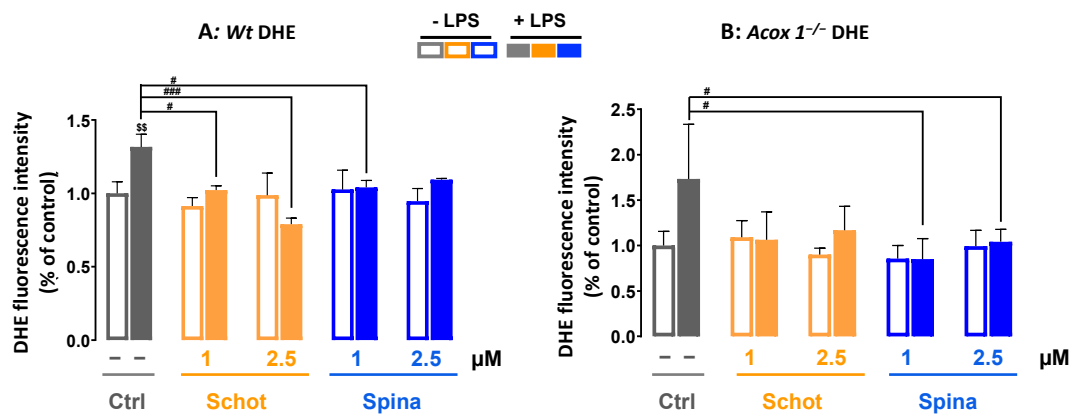 A: Wt DHE
- LPS + LPS
B: Acox 1−/− DHE
DHE fluorescence intensity
(% of control)
1.5
1.0
0.5
0.0
#
###
#
$$
– –
1
2.5
1
2.5
µM
Ctrl
Schot
Spina
DHE fluorescence intensity
(% of control)
2.5
2.0
1.5
1.0
0.5
0.0
#
#
– –
1
2.5
1
2.5
µM
Ctrl
Schot
Spina